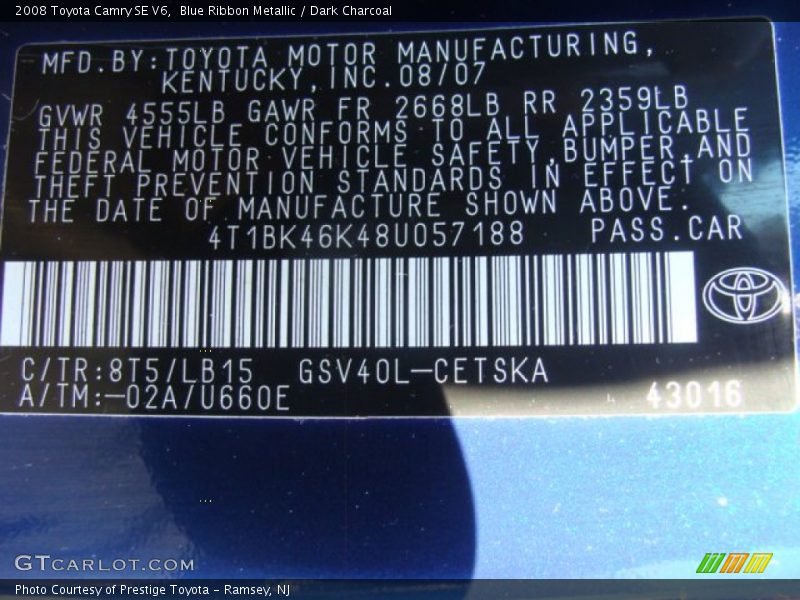 2008 Toyota Camry SE V6,  Blue Ribbon Metallic / Dark Charcoal
MFD.BY:TOYOTA MOTOR MANUFACTURING,
KENTUCKY,INC.08/07
GVWR 4555LB GAWR FR 2668LB RR 2359LB
THIS VEHICLE CONFORMS TO ALL APPLICABLE
FEDERAL MOTOR VEHICLE SAFETY,BUMPER,AND
THEFT PREVENTION STANDARDS IN EFFECT ON
THE DATE OF MANUFACTURE SHOWN ABOVE.
4T1BK46K48U057188 PASS.CAR
C/TR:8T5/LB15 GSV40L-CETSKA
A/TM:-02A/U660E 43016
GTCARLOT.COM
Photo Courtesy of Prestige Toyota - Ramsey, NJ